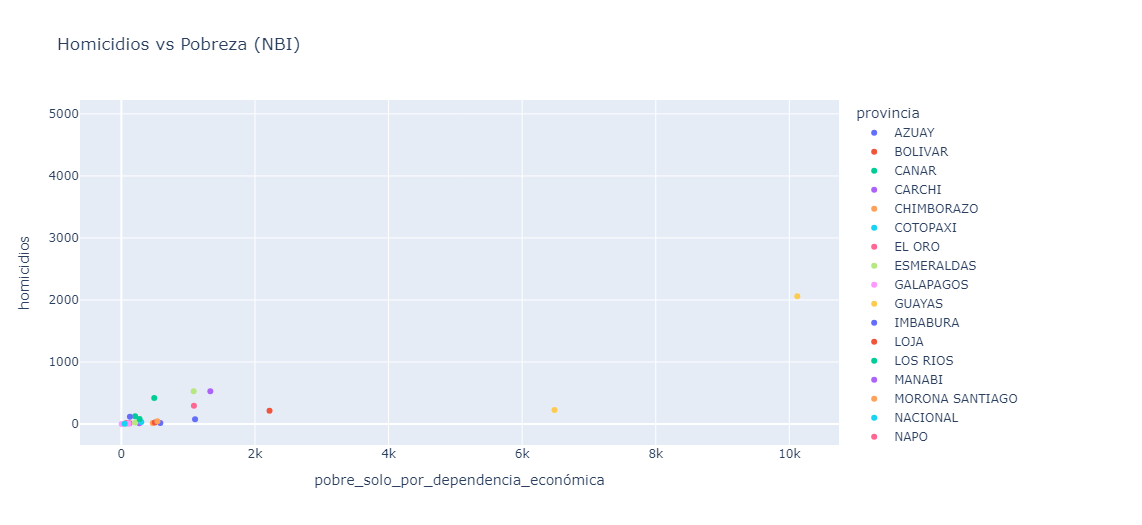 Homicidios vs Pobreza (NBI)
5000
4000
3000
2000
1000
0
homicidios
0
2k
4k
6k
8k
10k
pobre_solo_por_dependencia_económica
provincia
AZUAY
BOLIVAR
CANAR
CARCHI
CHIMBORAZO
COTOPAXI
EL ORO
ESMERALDAS
GALAPAGOS
GUAYAS
IMBABURA
LOJA
LOS RIOS
MANABI
MORONA SANTIAGO
NACIONAL
NAPO